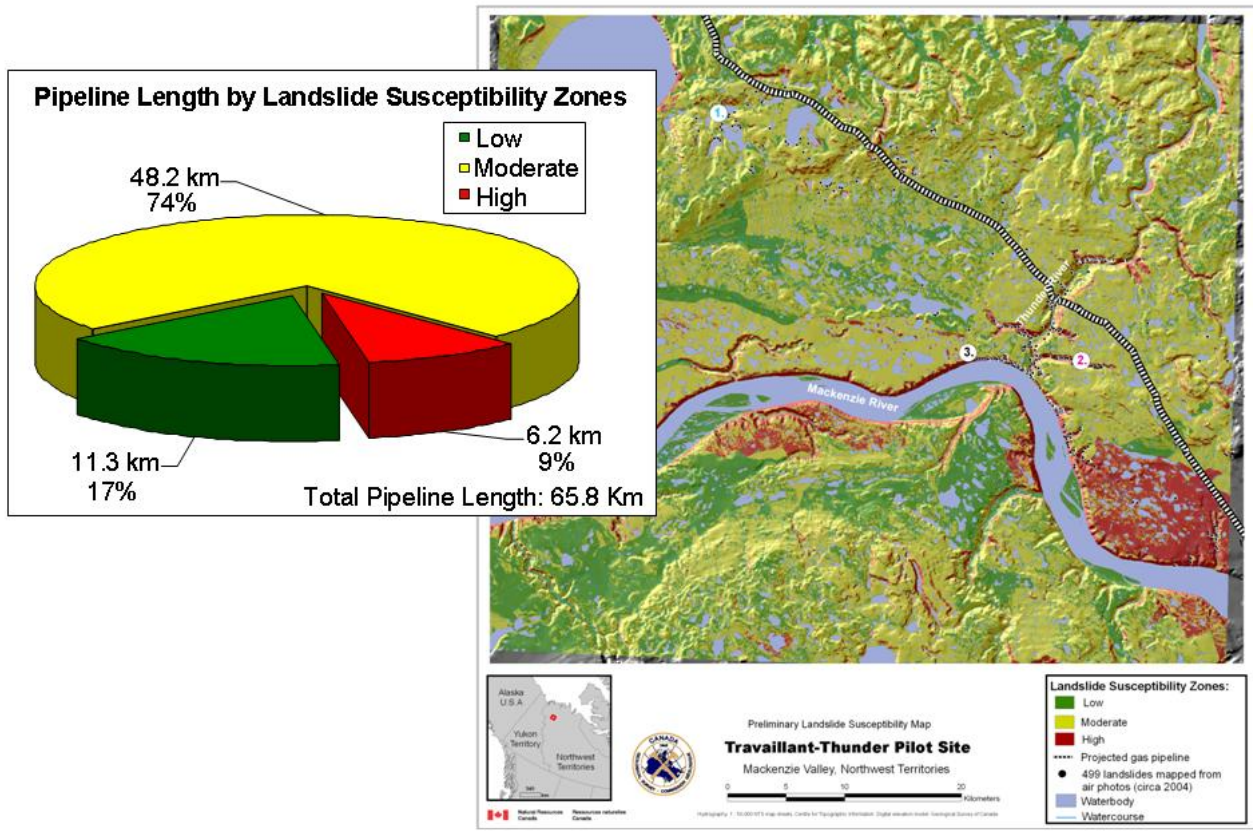 Pipeline Length by Landslide Susceptibility Zones
Low
Moderate
High
48.2 km
74%
6.2 km
9%
11.3 km
17%
Total Pipeline Length: 65.8 Km
1.
Thunder River
3.
2.
Mackenzie River
Alaska
U.S.A
Yukon
Territory
Northwest
Territories
CANADA
Natural Resources
Canada
Ressources naturelles
Canada
Preliminary Landslide Susceptibility Map
Travaillant-Thunder Pilot Site
Mackenzie Valley, Northwest Territories
0 5 10 20
Kilometers
Landslide Susceptibility Zones:
Low
Moderate
High
Projected gas pipeline
499 landslides mapped from
air photos (circa 2004)
Waterbody
Watercourse